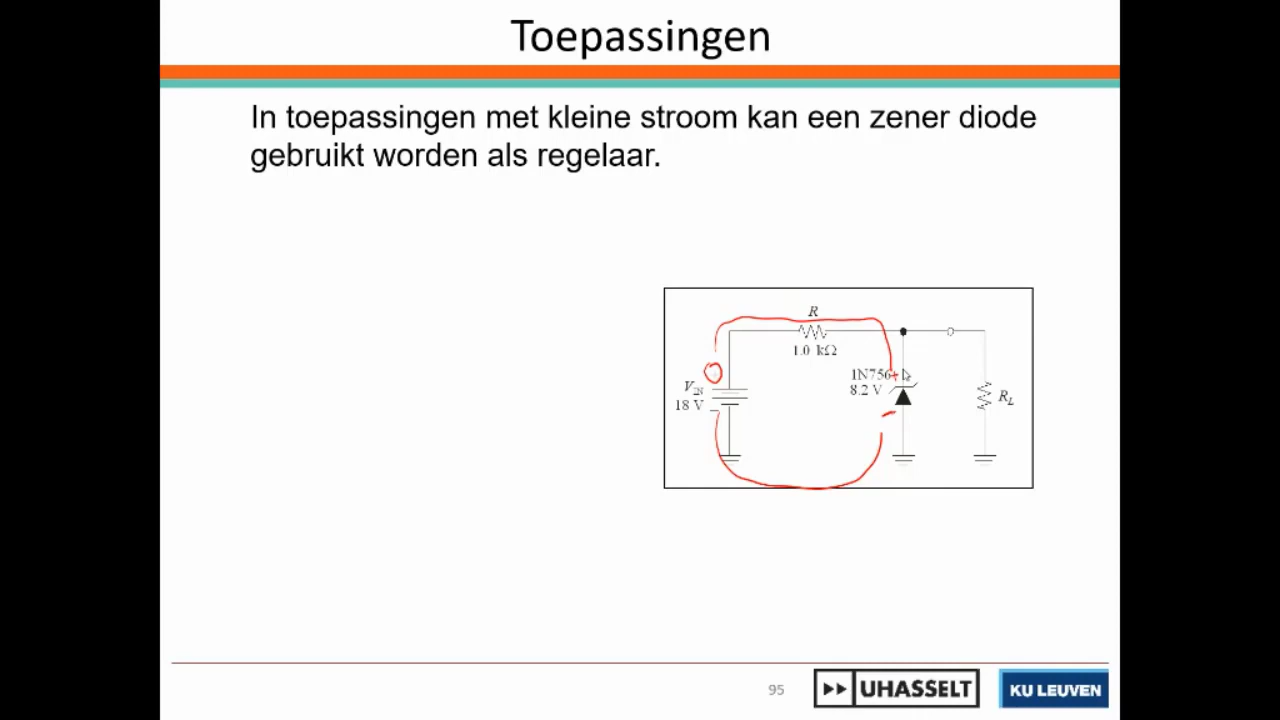 Toepassingen
In toepassingen met kleine stroom kan een zener diode
gebruikt worden als regelaar.
R
1.0 kΩ
1N756
8.2 V
V_IN
18 V
R_L
95
UHASSELT
KU LEUVEN